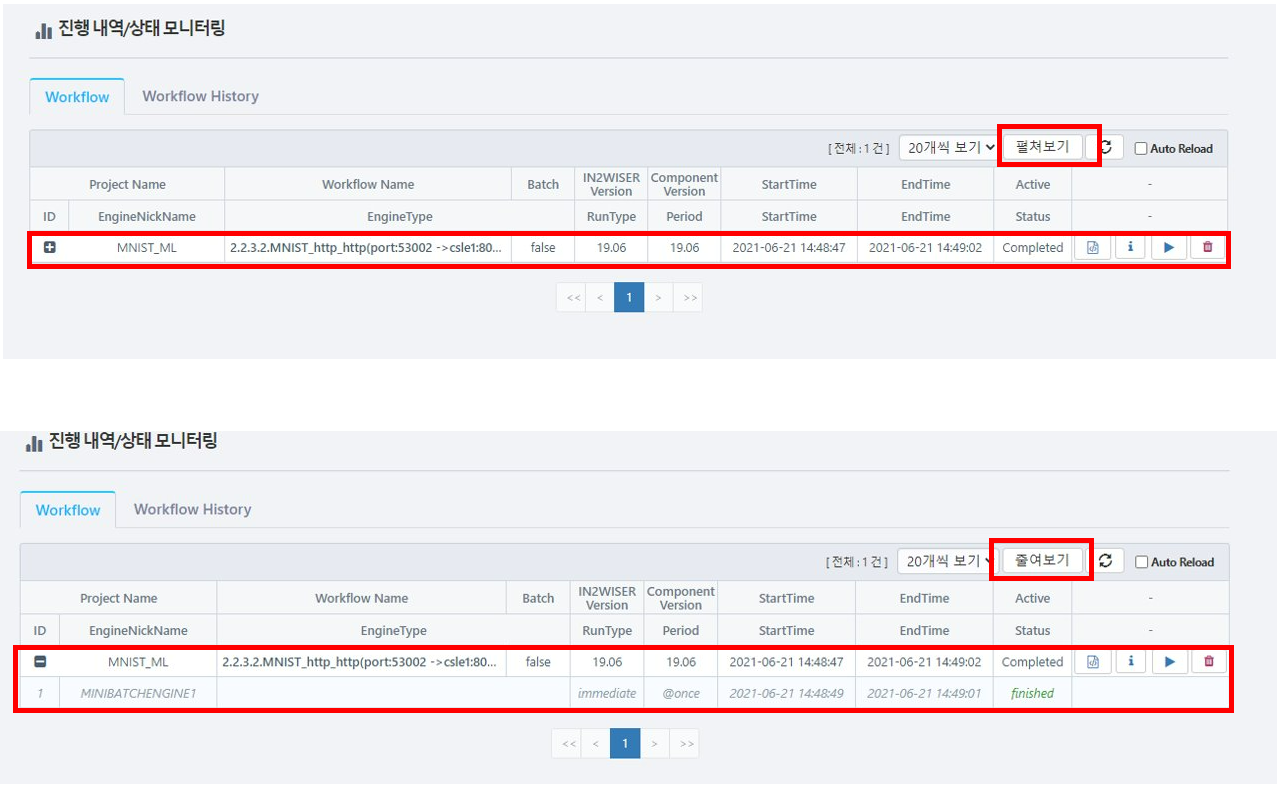 진행 내역/상태 모니터링
Workflow Workflow History
[ 전체 : 1 건 ] 20개씩 보기 펼쳐보기 Auto Reload
Project Name Workflow Name Batch IN2WISER Version Component Version StartTime EndTime Active -
ID EngineNickName EngineType RunType Period StartTime EndTime Status -
MNIST_ML 2.2.3.2.MNIST_http_http(port:53002 ->csle1:80... false 19.06 19.06 2021-06-21 14:48:47 2021-06-21 14:49:02 Completed
<< < 1 > >>
진행 내역/상태 모니터링
Workflow Workflow History
[ 전체 : 1 건 ] 20개씩 보기 줄여보기 Auto Reload
Project Name Workflow Name Batch IN2WISER Version Component Version StartTime EndTime Active -
ID EngineNickName EngineType RunType Period StartTime EndTime Status -
MNIST_ML 2.2.3.2.MNIST_http_http(port:53002 ->csle1:80... false 19.06 19.06 2021-06-21 14:48:47 2021-06-21 14:49:02 Completed
1 MINIBATCHENGINE1 immediate @once 2021-06-21 14:48:49 2021-06-21 14:49:01 finished
<< < 1 > >>